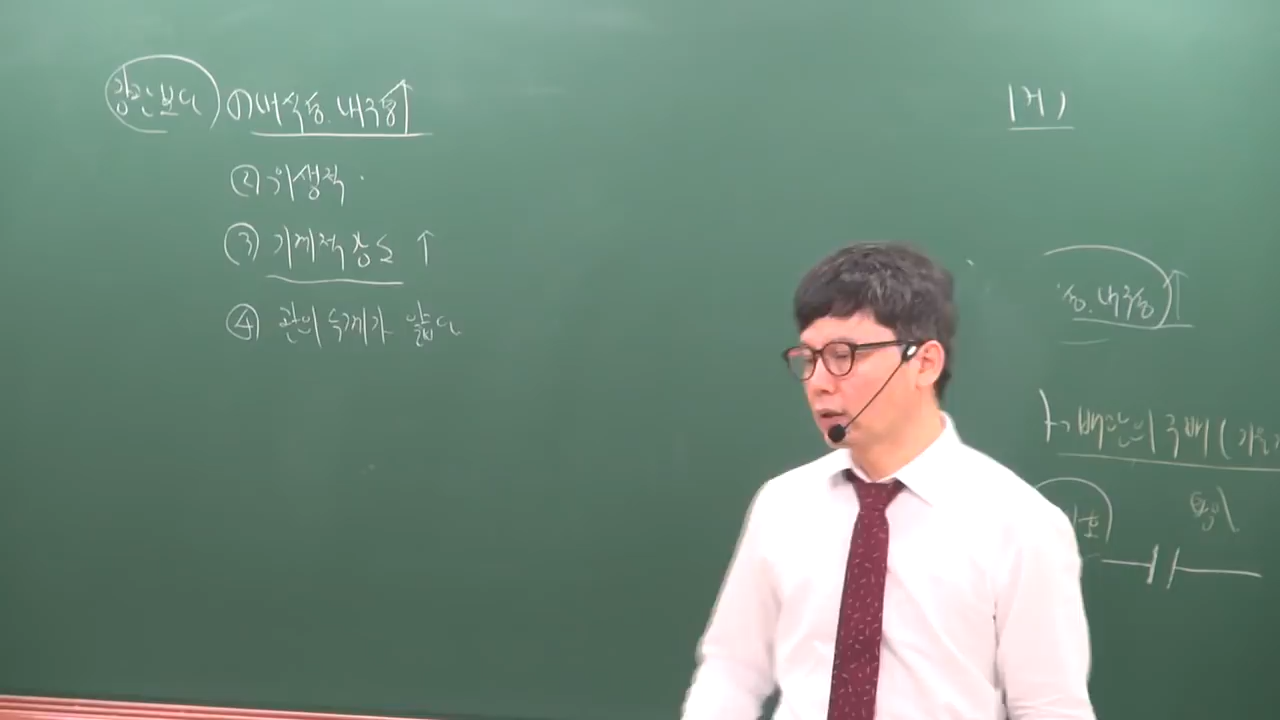 강관보다 ① 내식성. 내구성↑
② 위생적.
③ 기계적강도 ↑
④ 관의 두께가 얇다
성. 내구성↑
배관의 구배(